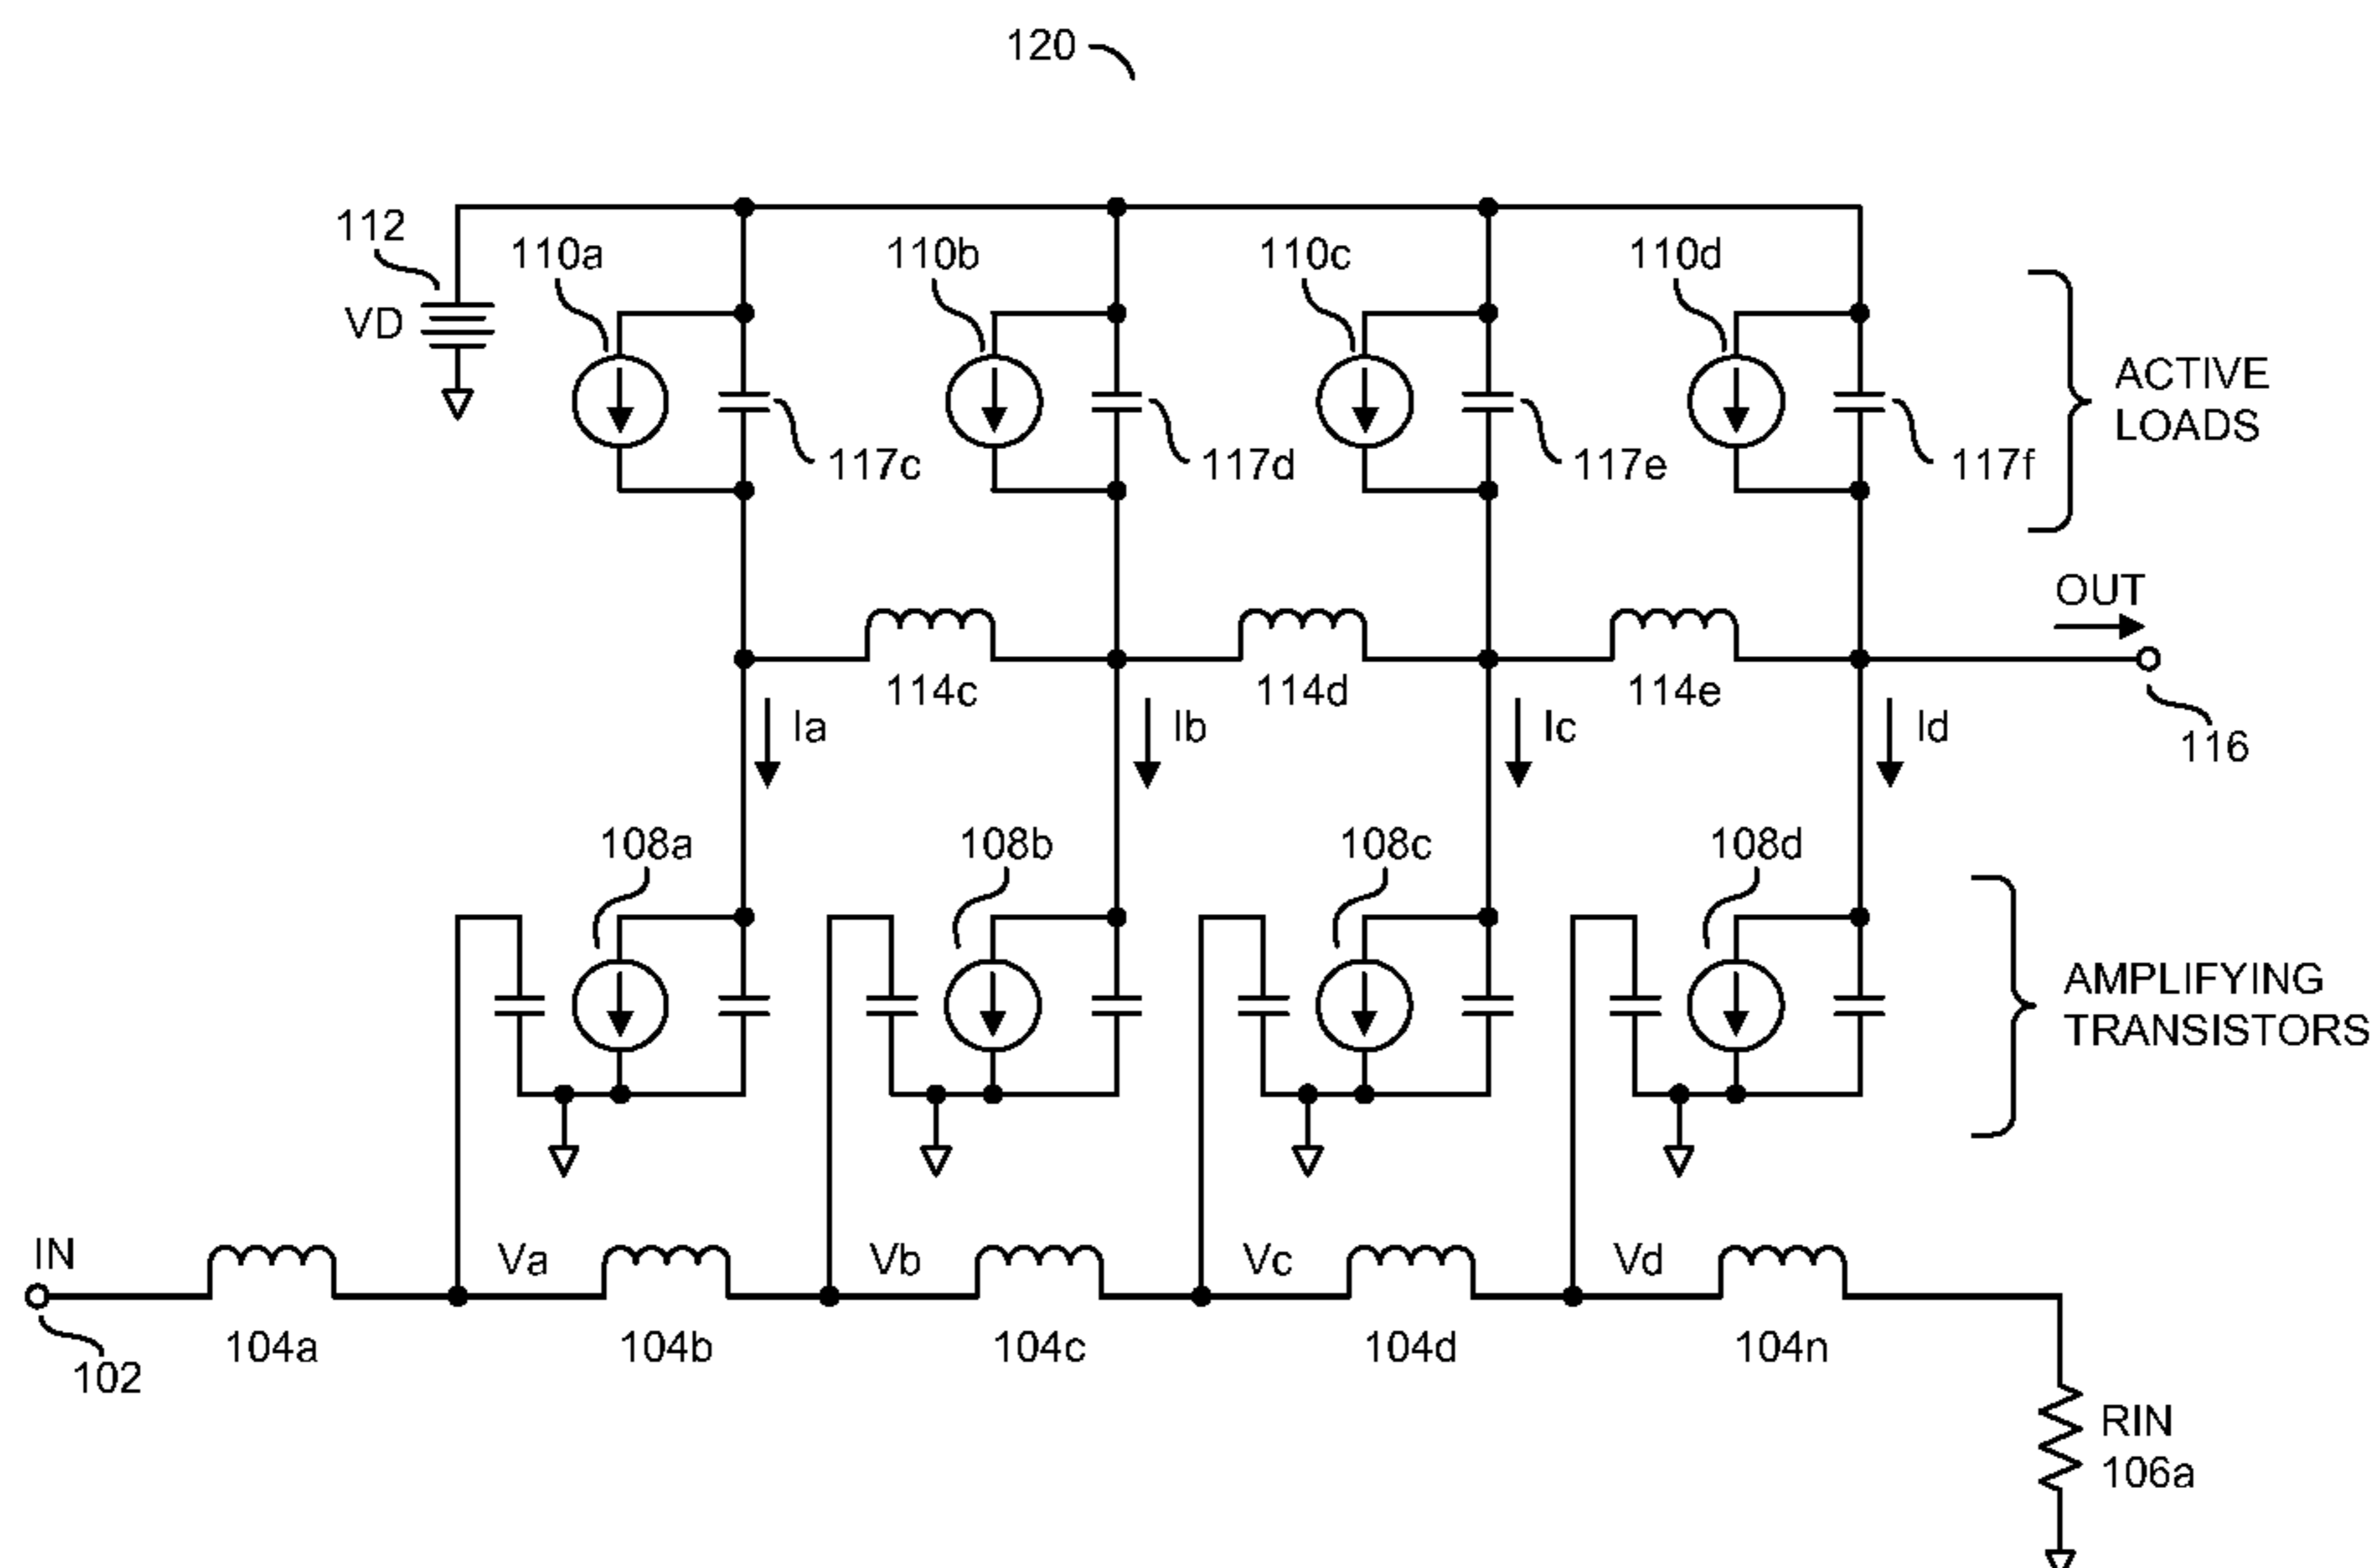 120
112
110a
110b
110c
110d
VD
ACTIVE
LOADS
117c
117d
117e
117f
OUT
114c
114d
114e
Ia
Ib
Ic
Id
116
108a
108b
108c
108d
AMPLIFYING
TRANSISTORS
IN
Va
Vb
Vc
Vd
104a
104b
104c
104d
104n
102
RIN
106a